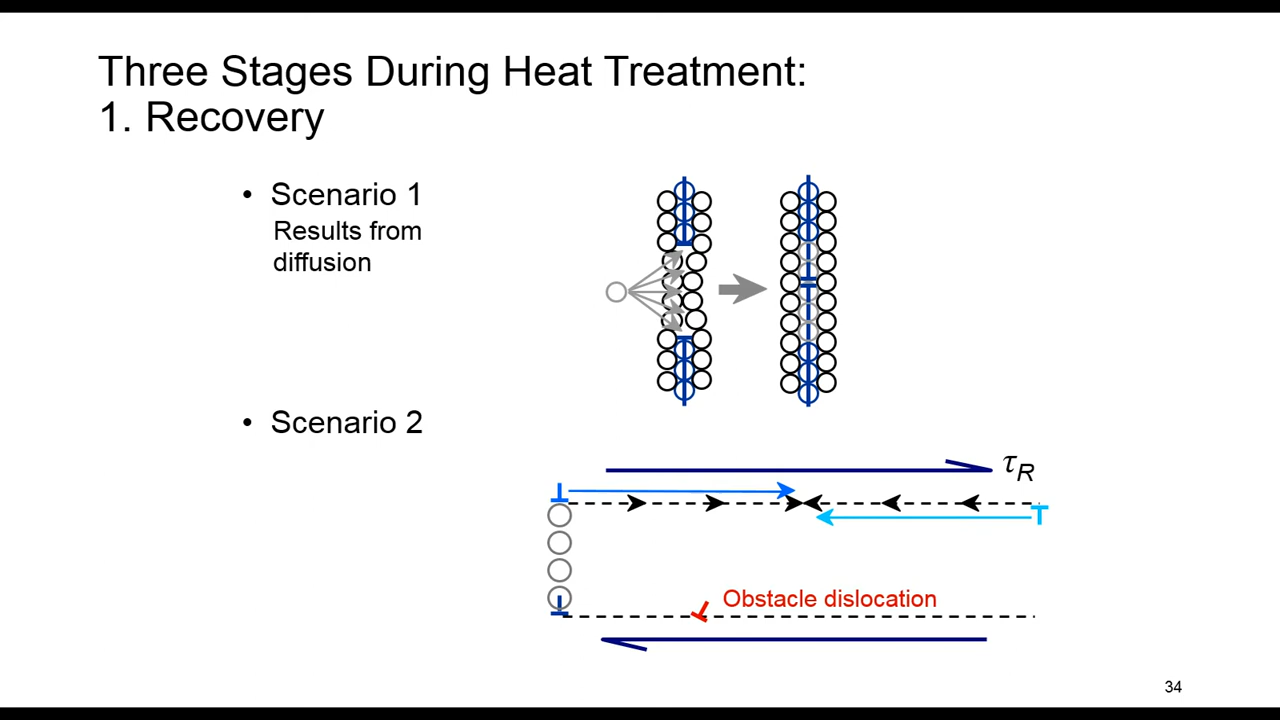 Three Stages During Heat Treatment:
1. Recovery
• Scenario 1
Results from
diffusion
• Scenario 2
τR
Obstacle dislocation
34